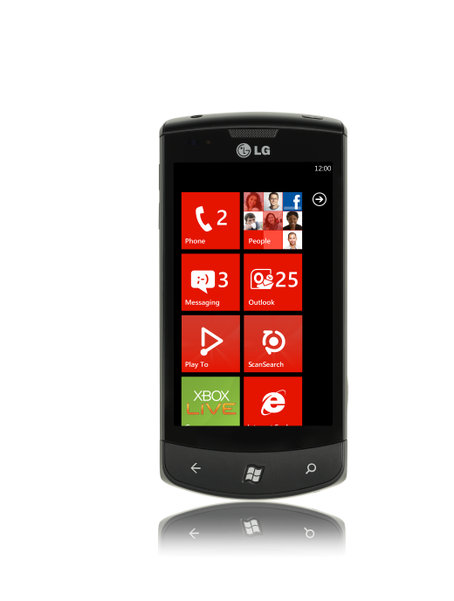 LG
12:00
2
Phone
f
People
:-)
3
Messaging
25
Outlook
Play To
ScanSearch
XBOX
LIVE